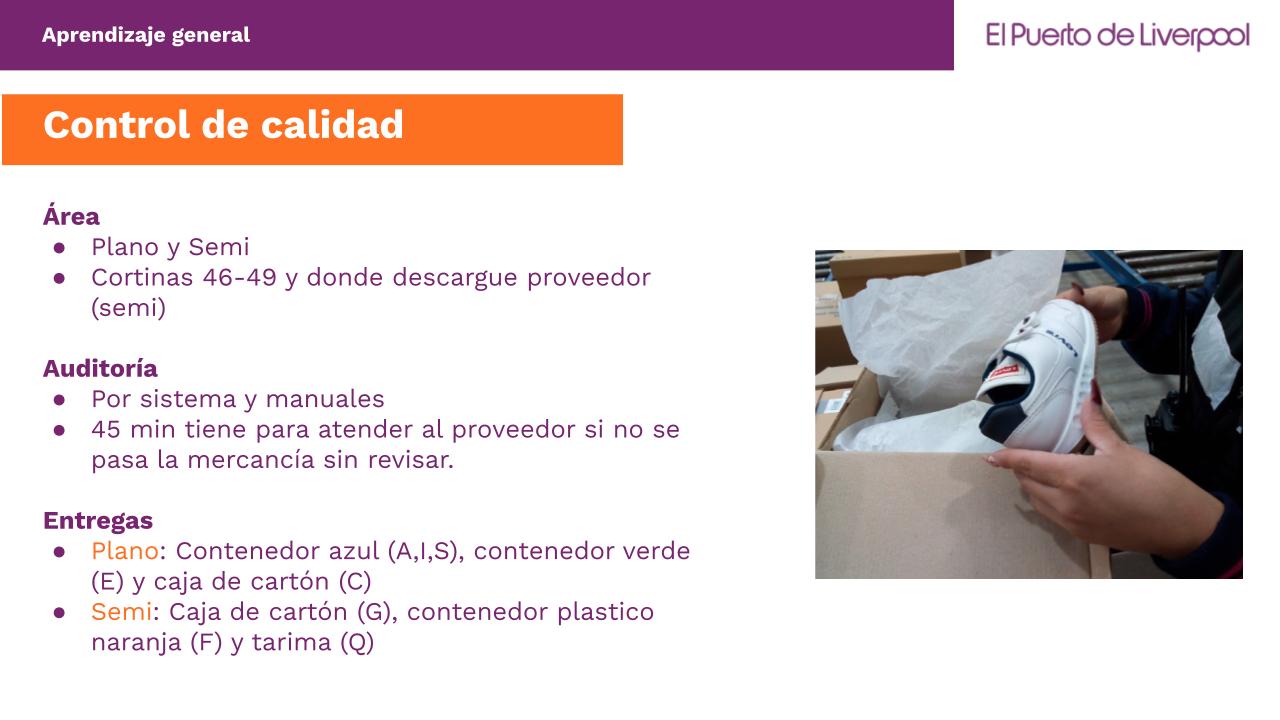 Aprendizaje general
El Puerto de Liverpool
Control de calidad
Área
● Plano y Semi
● Cortinas 46-49 y donde descargue proveedor
(semi)
Auditoría
● Por sistema y manuales
● 45 min tiene para atender al proveedor si no se
pasa la mercancía sin revisar.
Entregas
● Plano: Contenedor azul (A,I,S), contenedor verde
(E) y caja de cartón (C)
● Semi: Caja de cartón (G), contenedor plastico
naranja (F) y tarima (Q)